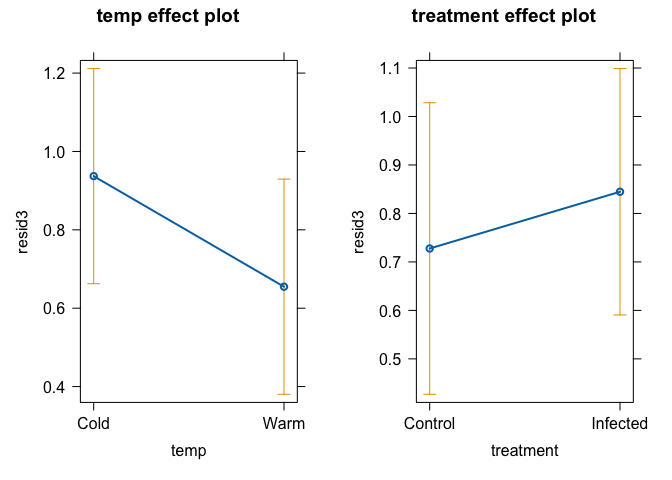 temp effect plot
1.2
1.0
0.8
0.6
0.4
resid3
Cold Warm
temp
treatment effect plot
1.1
1.0
0.9
0.8
0.7
0.6
0.5
resid3
Control Infected
treatment